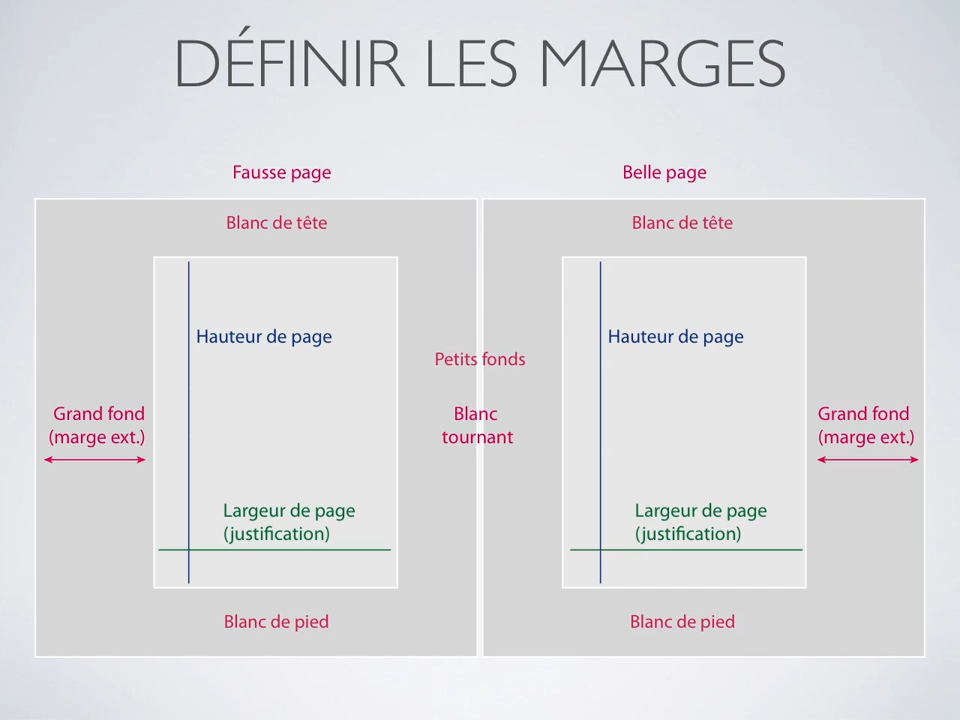 DÉFINIR LES MARGES
Fausse page
Belle page
Blanc de tête
Blanc de tête
Hauteur de page
Hauteur de page
Petits fonds
Grand fond
(marge ext.)
Blanc
tournant
Grand fond
(marge ext.)
Largeur de page
(justification)
Largeur de page
(justification)
Blanc de pied
Blanc de pied